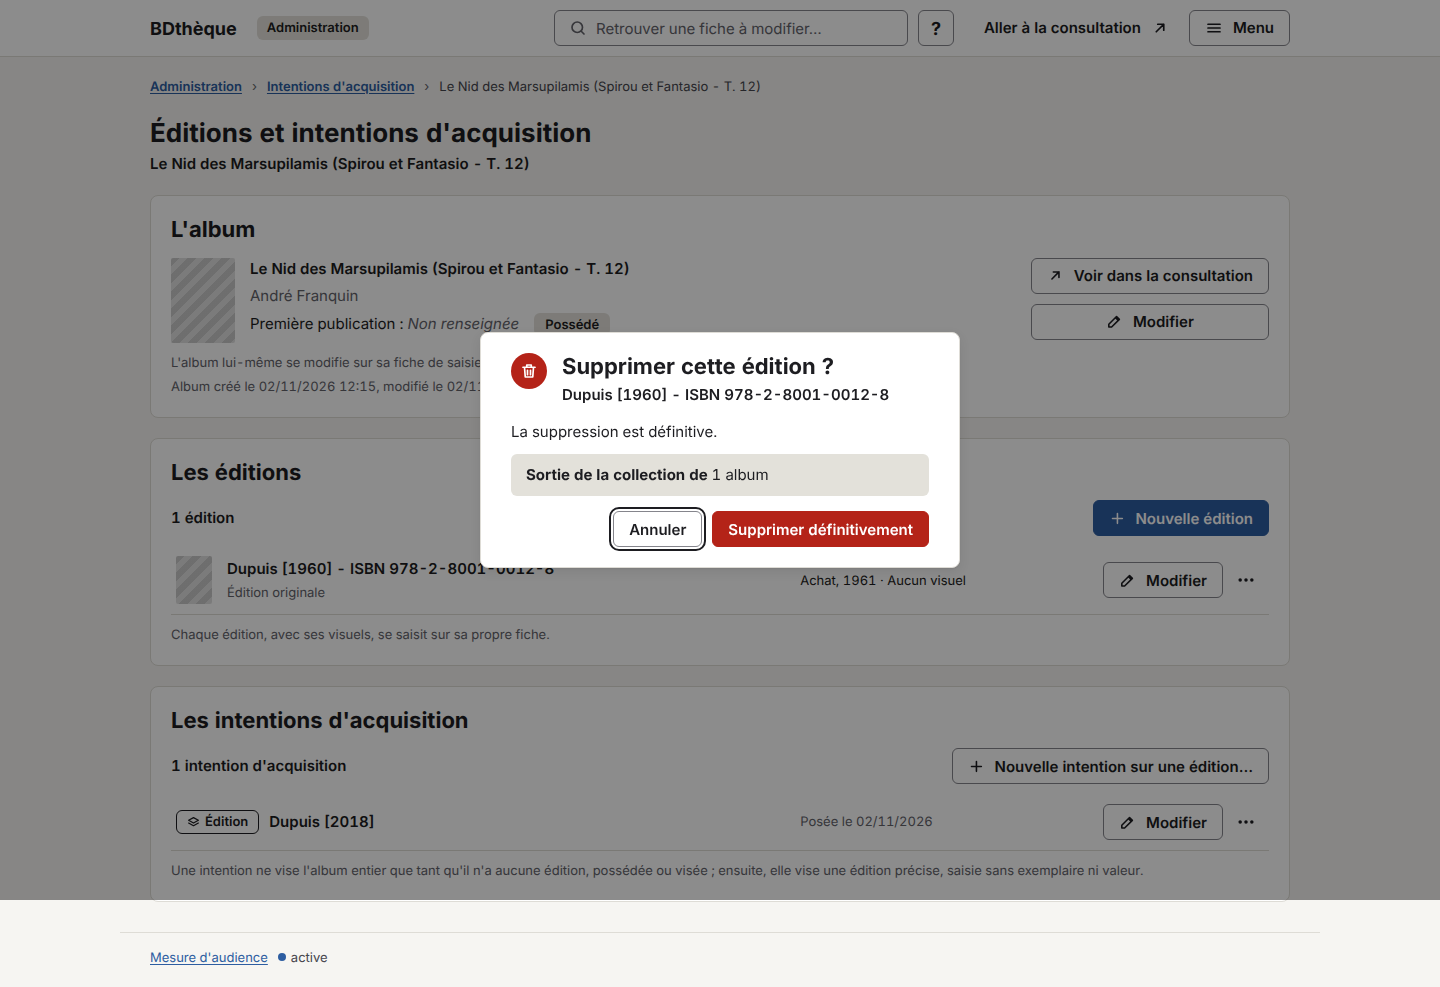 BDthèque
Administration
Retrouver une fiche à modifier...
?
Aller à la consultation
Menu
Administration › Intentions d'acquisition › Le Nid des Marsupilamis (Spirou et Fantasio - T. 12)
Éditions et intentions d'acquisition
Le Nid des Marsupilamis (Spirou et Fantasio - T. 12)
L'album
Le Nid des Marsupilamis (Spirou et Fantasio - T. 12)
André Franquin
Première publication : Non renseignée
Possédé
Voir dans la consultation
Modifier
L'album lui-même se modifie sur sa fiche de saisie
Album créé le 02/11/2026 12:15, modifié le 02/11
Supprimer cette édition ?
Dupuis [1960] - ISBN 978-2-8001-0012-8
La suppression est définitive.
Sortie de la collection de 1 album
Annuler
Supprimer définitivement
Les éditions
1 édition
Nouvelle édition
Dupuis [1960] - ISBN 978-2-8001-0012-8
Édition originale
Achat, 1961 · Aucun visuel
Modifier
Chaque édition, avec ses visuels, se saisit sur sa propre fiche.
Les intentions d'acquisition
1 intention d'acquisition
Nouvelle intention sur une édition...
Édition
Dupuis [2018]
Posée le 02/11/2026
Modifier
Une intention ne vise l'album entier que tant qu'il n'a aucune édition, possédée ou visée ; ensuite, elle vise une édition précise, saisie sans exemplaire ni valeur.
Mesure d'audience
active